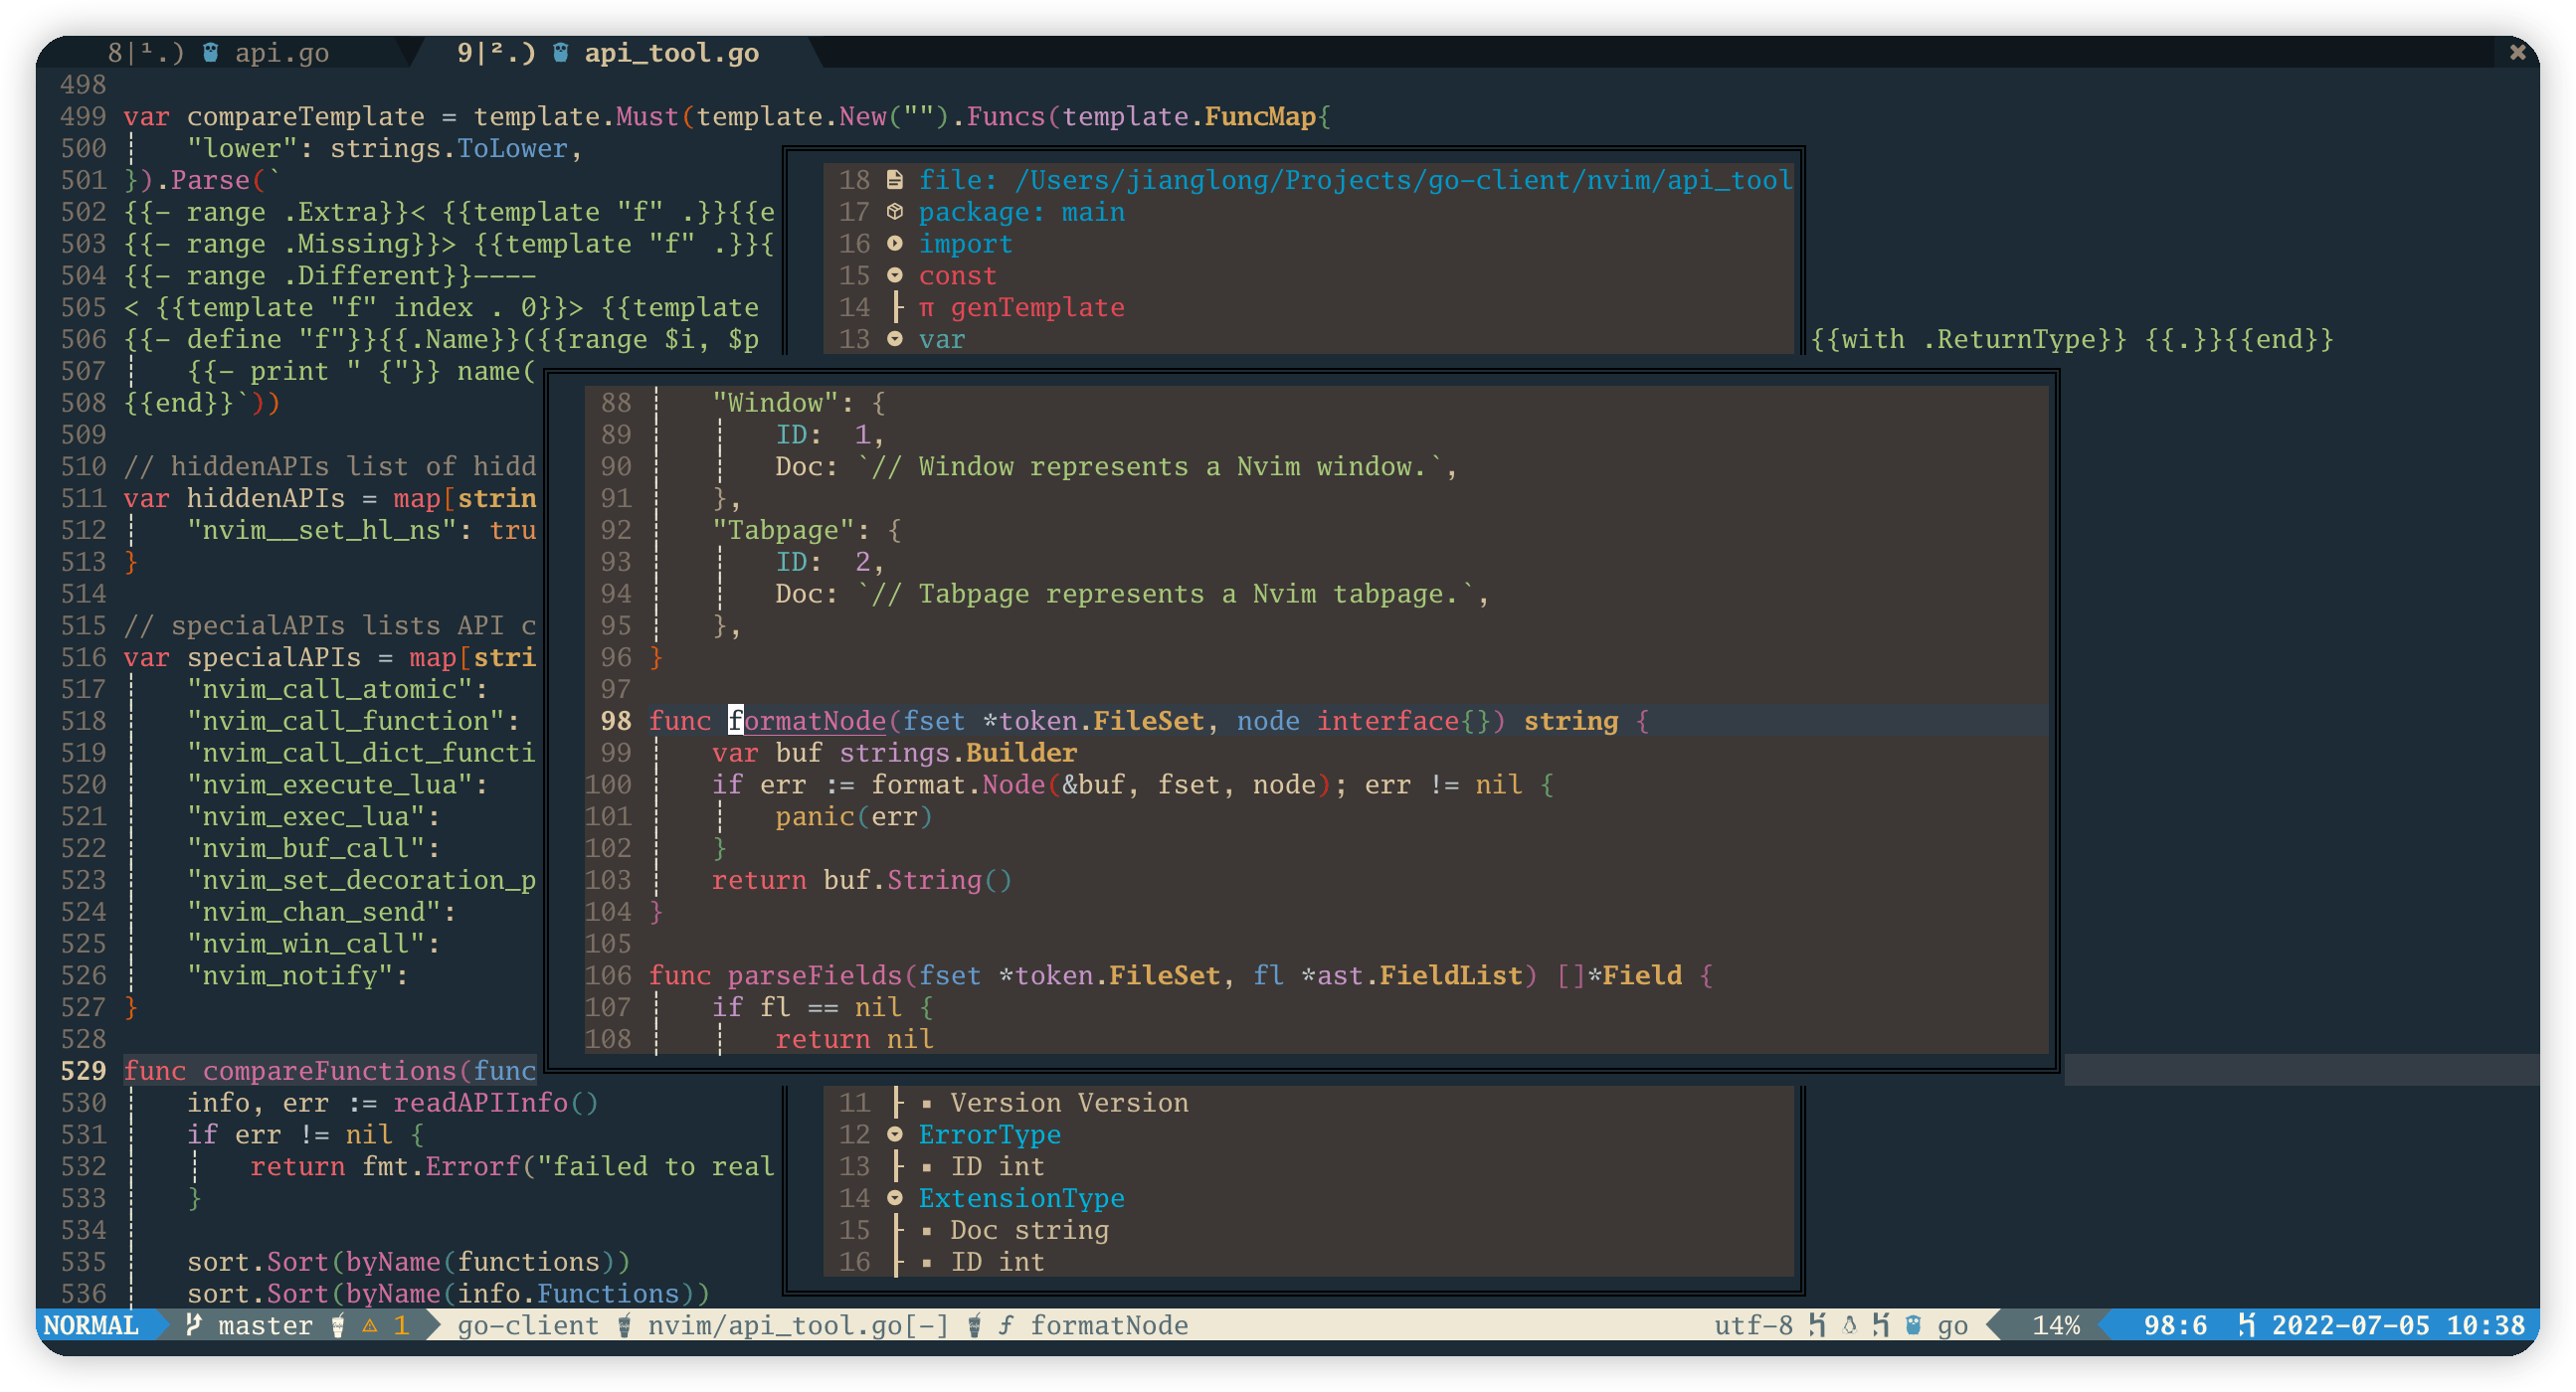 8|¹.) api.go 9|².) api_tool.go ✖
498
499 var compareTemplate = template.Must(template.New("").Funcs(template.FuncMap{
500 "lower": strings.ToLower,
501 }).Parse(`
502 {{- range .Extra}}< {{template "f" .}}{{e
503 {{- range .Missing}}> {{template "f" .}}{
504 {{- range .Different}}----
505 < {{template "f" index . 0}}> {{template
506 {{- define "f"}}{{.Name}}({{range $i, $p
{{with .ReturnType}} {{.}}{{end}}
507 {{- print " {"}} name(
508 {{end}}`))
509
510 // hiddenAPIs list of hidd
511 var hiddenAPIs = map[strin
512 "nvim__set_hl_ns": tru
513 }
514
515 // specialAPIs lists API c
516 var specialAPIs = map[stri
517 "nvim_call_atomic":
518 "nvim_call_function":
519 "nvim_call_dict_functi
520 "nvim_execute_lua":
521 "nvim_exec_lua":
522 "nvim_buf_call":
523 "nvim_set_decoration_p
524 "nvim_chan_send":
525 "nvim_win_call":
526 "nvim_notify":
527 }
528
529 func compareFunctions(func
530 info, err := readAPIInfo()
531 if err != nil {
532 return fmt.Errorf("failed to real
533 }
534
535 sort.Sort(byName(functions))
536 sort.Sort(byName(info.Functions))
18 file: /Users/jianglong/Projects/go-client/nvim/api_tool
17 package: main
16 import
15 const
14 π genTemplate
13 var
88 "Window": {
89 ID: 1,
90 Doc: `// Window represents a Nvim window.`,
91 },
92 "Tabpage": {
93 ID: 2,
94 Doc: `// Tabpage represents a Nvim tabpage.`,
95 },
96 }
97
98 func formatNode(fset *token.FileSet, node interface{}) string {
99 var buf strings.Builder
100 if err := format.Node(&buf, fset, node); err != nil {
101 panic(err)
102 }
103 return buf.String()
104 }
105
106 func parseFields(fset *token.FileSet, fl *ast.FieldList) []*Field {
107 if fl == nil {
108 return nil
11 ▪ Version Version
12 ErrorType
13 ▪ ID int
14 ExtensionType
15 ▪ Doc string
16 ▪ ID int
NORMAL master ⚠ 1 go-client nvim/api_tool.go[-] ƒ formatNode utf-8 go 14% 98:6 2022-07-05 10:38